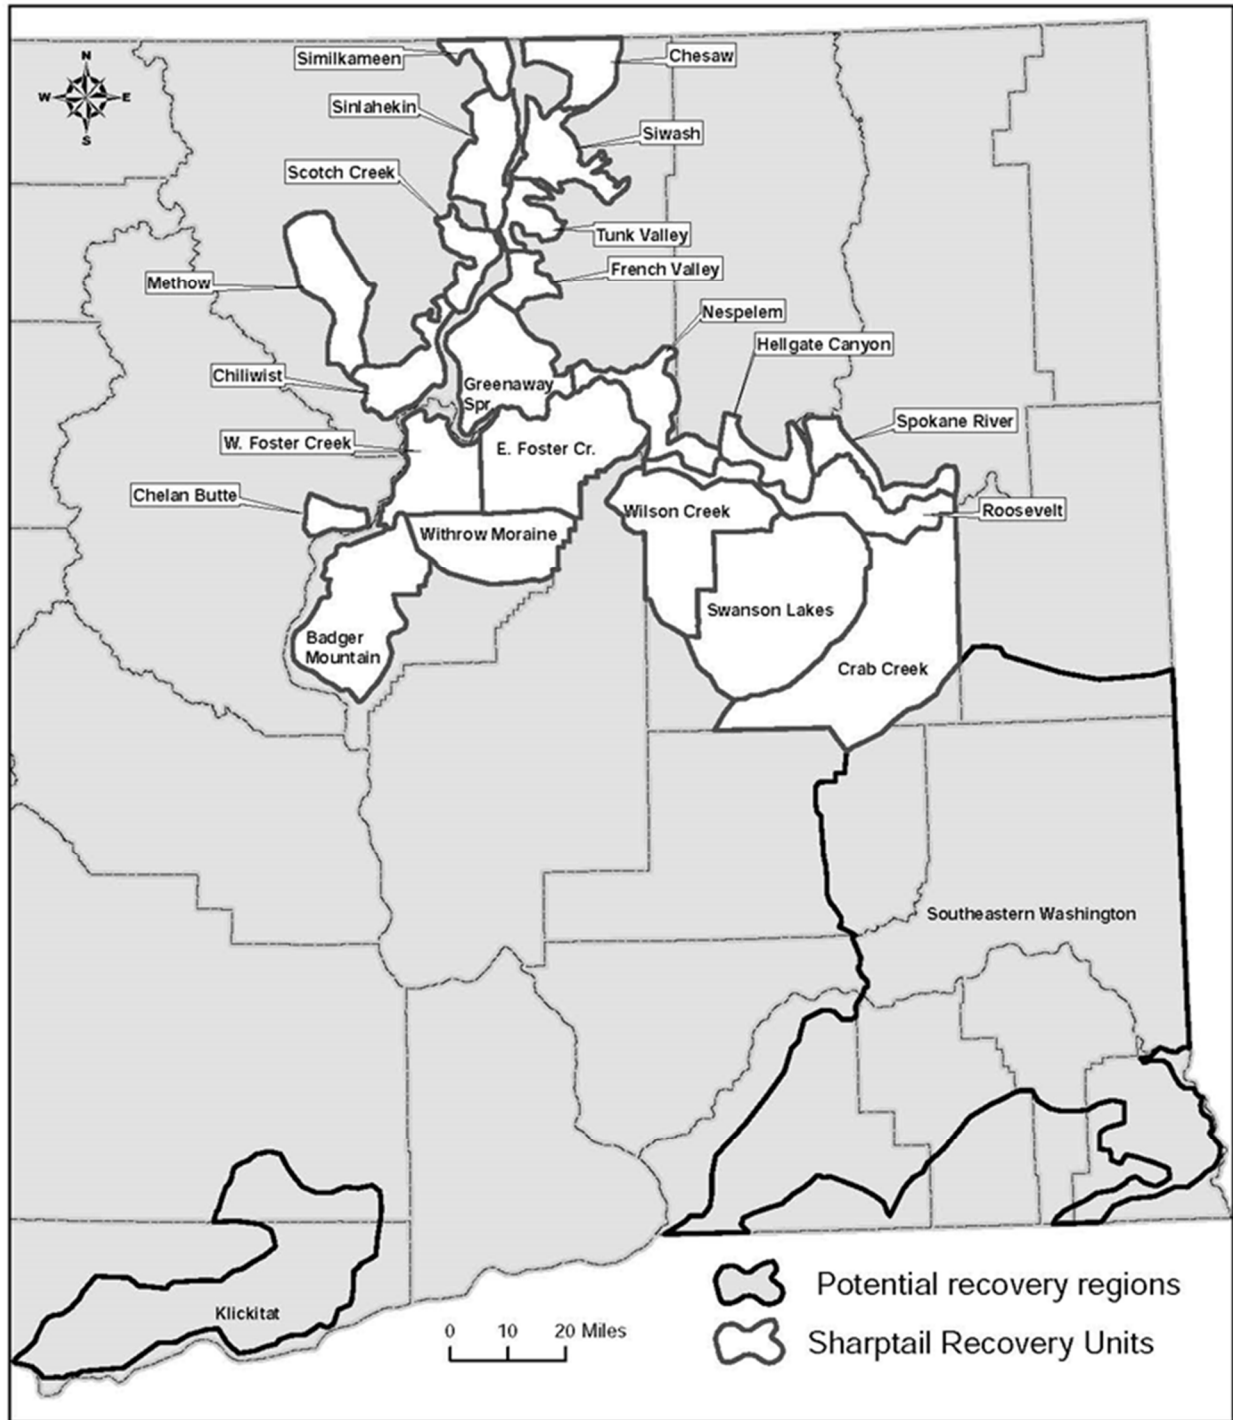 Similkameen
Chesaw
N
W
E
S
Sinlahekin
Siwash
Scotch Creek
Tunk Valley
French Valley
Methow
Nespelem
Hellgate Canyon
Chiliwist
Greenaway
Spr.
Spokane River
W. Foster Creek
E. Foster Cr.
Chelan Butte
Wilson Creek
Roosevelt
Withrow Moraine
Swanson Lakes
Badger
Mountain
Crab Creek
Southeastern Washington
Potential recovery regions
Klickitat
0 10 20 Miles
Sharptail Recovery Units